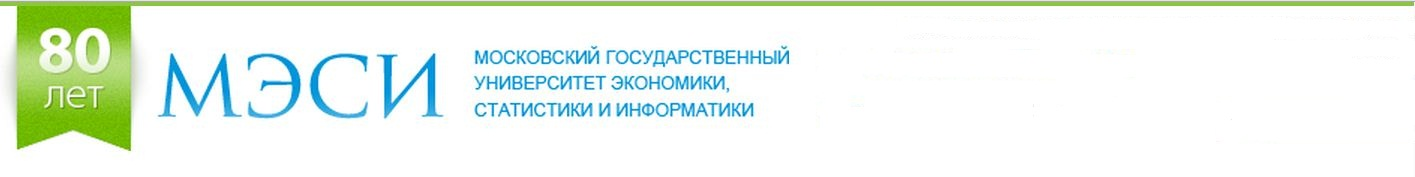 80
лет
МЭСИ
МОСКОВСКИЙ ГОСУДАРСТВЕННЫЙ
УНИВЕРСИТЕТ ЭКОНОМИКИ,
СТАТИСТИКИ И ИНФОРМАТИКИ